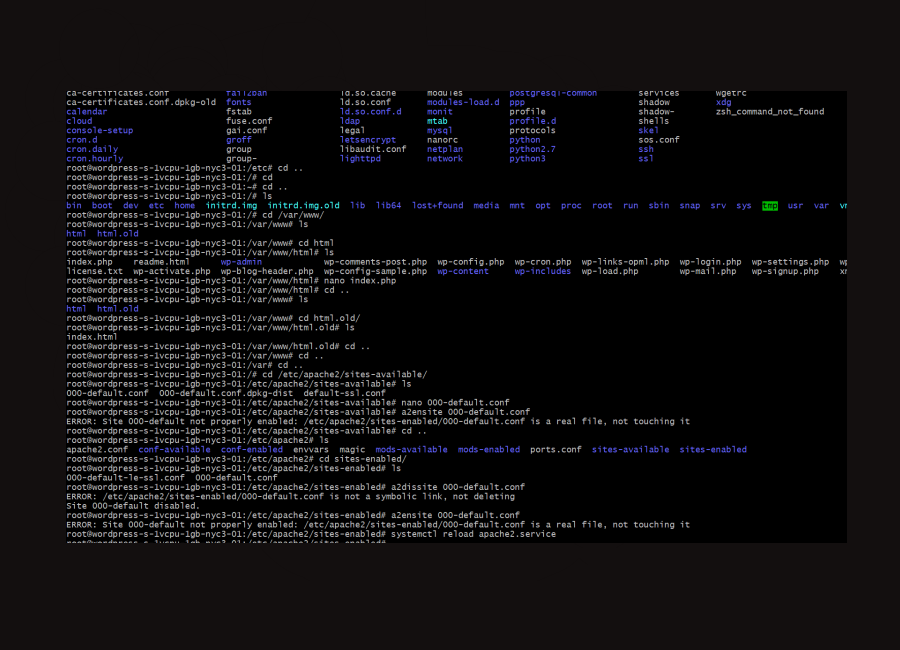 ca-certificates.conf fail2ban ld.so.cache modules postgresql-common services wgetrc
ca-certificates.conf.dpkg-old fonts ld.so.conf modules-load.d ppp shadow xdg
calendar fstab ld.so.conf.d monit profile shadow- zsh_command_not_found
cloud fuse.conf ldap mtab profile.d shells
console-setup gai.conf legal mysql protocols skel
cron.d groff letsencrypt nanorc python sos.conf
cron.daily group libaudit.conf netplan python2.7 ssh
cron.hourly group- lighttpd network python3 ssl
root@wordpress-s-1vcpu-1gb-nyc3-01:/etc# cd ..
root@wordpress-s-1vcpu-1gb-nyc3-01:/# cd
root@wordpress-s-1vcpu-1gb-nyc3-01:~# cd ..
root@wordpress-s-1vcpu-1gb-nyc3-01:/# ls
bin boot dev etc home initrd.img initrd.img.old lib lib64 lost+found media mnt opt proc root run sbin snap srv sys tmp usr var
root@wordpress-s-1vcpu-1gb-nyc3-01:/# cd /var/www/
root@wordpress-s-1vcpu-1gb-nyc3-01:/var/www# ls
html html.old
root@wordpress-s-1vcpu-1gb-nyc3-01:/var/www# cd html
root@wordpress-s-1vcpu-1gb-nyc3-01:/var/www/html# ls
index.php readme.html wp-admin wp-comments-post.php wp-config.php wp-cron.php wp-links-opml.php wp-login.php wp-settings.php
license.txt wp-activate.php wp-blog-header.php wp-config-sample.php wp-content wp-includes wp-load.php wp-mail.php wp-signup.php
root@wordpress-s-1vcpu-1gb-nyc3-01:/var/www/html# nano index.php
root@wordpress-s-1vcpu-1gb-nyc3-01:/var/www/html# cd ..
root@wordpress-s-1vcpu-1gb-nyc3-01:/var/www# ls
html html.old
root@wordpress-s-1vcpu-1gb-nyc3-01:/var/www# cd html.old/
root@wordpress-s-1vcpu-1gb-nyc3-01:/var/www/html.old# ls
index.html
root@wordpress-s-1vcpu-1gb-nyc3-01:/var/www/html.old# cd ..
root@wordpress-s-1vcpu-1gb-nyc3-01:/var/www# cd ..
root@wordpress-s-1vcpu-1gb-nyc3-01:/var# cd ..
root@wordpress-s-1vcpu-1gb-nyc3-01:/# cd /etc/apache2/sites-available/
root@wordpress-s-1vcpu-1gb-nyc3-01:/etc/apache2/sites-available# ls
000-default.conf 000-default.conf.dpkg-dist default-ssl.conf
root@wordpress-s-1vcpu-1gb-nyc3-01:/etc/apache2/sites-available# nano 000-default.conf
root@wordpress-s-1vcpu-1gb-nyc3-01:/etc/apache2/sites-available# a2ensite 000-default.conf
ERROR: Site 000-default not properly enabled: /etc/apache2/sites-enabled/000-default.conf is a real file, not touching it
root@wordpress-s-1vcpu-1gb-nyc3-01:/etc/apache2/sites-available# cd ..
root@wordpress-s-1vcpu-1gb-nyc3-01:/etc/apache2# ls
apache2.conf conf-available conf-enabled envvars magic mods-available mods-enabled ports.conf sites-available sites-enabled
root@wordpress-s-1vcpu-1gb-nyc3-01:/etc/apache2# cd sites-enabled/
root@wordpress-s-1vcpu-1gb-nyc3-01:/etc/apache2/sites-enabled# ls
000-default-le-ssl.conf 000-default.conf
root@wordpress-s-1vcpu-1gb-nyc3-01:/etc/apache2/sites-enabled# a2dissite 000-default.conf
ERROR: /etc/apache2/sites-enabled/000-default.conf is not a symbolic link, not deleting
Site 000-default disabled.
root@wordpress-s-1vcpu-1gb-nyc3-01:/etc/apache2/sites-enabled# a2ensite 000-default.conf
ERROR: Site 000-default not properly enabled: /etc/apache2/sites-enabled/000-default.conf is a real file, not touching it
root@wordpress-s-1vcpu-1gb-nyc3-01:/etc/apache2/sites-enabled# systemctl reload apache2.service
root@wordpress-s-1vcpu-1gb-nyc3-01:/etc/apache2/sites-enabled#